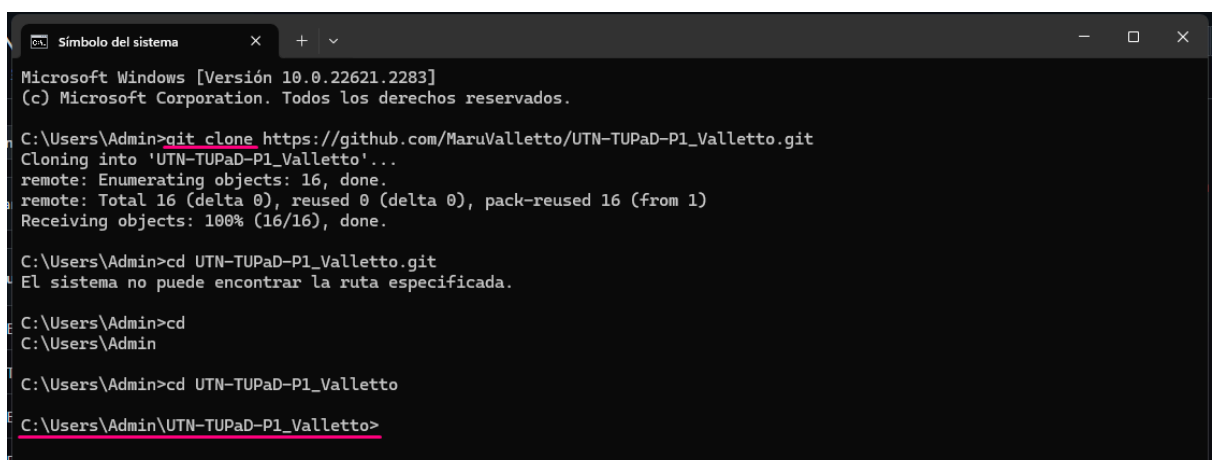 Símbolo del sistema
Microsoft Windows [Versión 10.0.22621.2283]
(c) Microsoft Corporation. Todos los derechos reservados.
C:\Users\Admin>git clone https://github.com/MaruValletto/UTN-TUPaD-P1_Valletto.git
Cloning into 'UTN-TUPaD-P1_Valletto'...
remote: Enumerating objects: 16, done.
remote: Total 16 (delta 0), reused 0 (delta 0), pack-reused 16 (from 1)
Receiving objects: 100% (16/16), done.
C:\Users\Admin>cd UTN-TUPaD-P1_Valletto.git
El sistema no puede encontrar la ruta especificada.
C:\Users\Admin>cd
C:\Users\Admin
C:\Users\Admin>cd UTN-TUPaD-P1_Valletto
C:\Users\Admin\UTN-TUPaD-P1_Valletto>